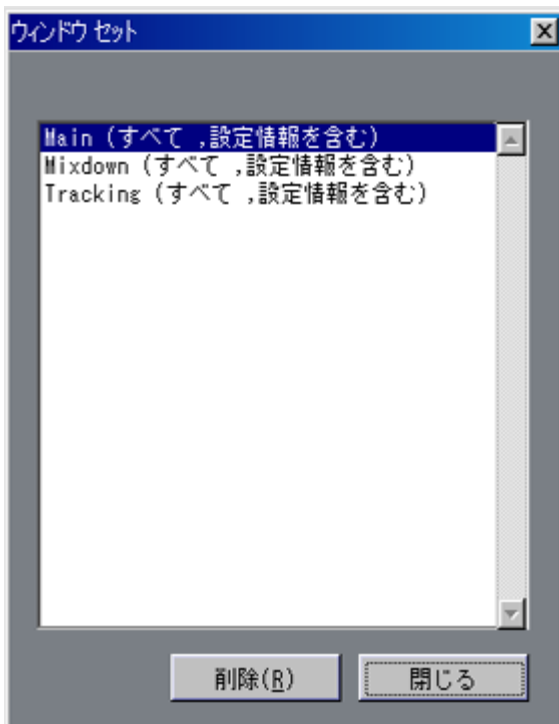 ウィンドウ セット
Main (すべて ,設定情報を含む)
Mixdown (すべて ,設定情報を含む)
Tracking (すべて ,設定情報を含む)
削除(R)
閉じる